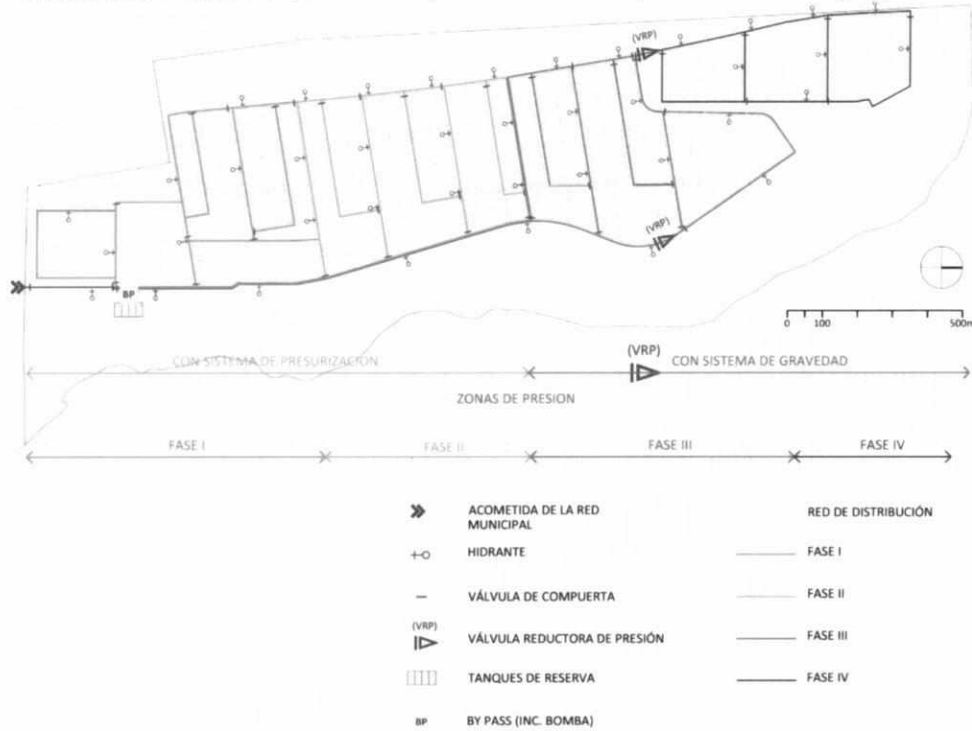 (VRP)
(VRP)
BP
0 100 500m
CON SISTEMA DE PRESURIZACIÓN
(VRP)
CON SISTEMA DE GRAVEDAD
ZONAS DE PRESION
FASE I
FASE II
FASE III
FASE IV
ACOMETIDA DE LA RED
MUNICIPAL
RED DE DISTRIBUCIÓN
HIDRANTE
FASE I
VÁLVULA DE COMPUERTA
FASE II
(VRP)
VÁLVULA REDUCTORA DE PRESIÓN
FASE III
TANQUES DE RESERVA
FASE IV
BP
BY PASS (INC. BOMBA)